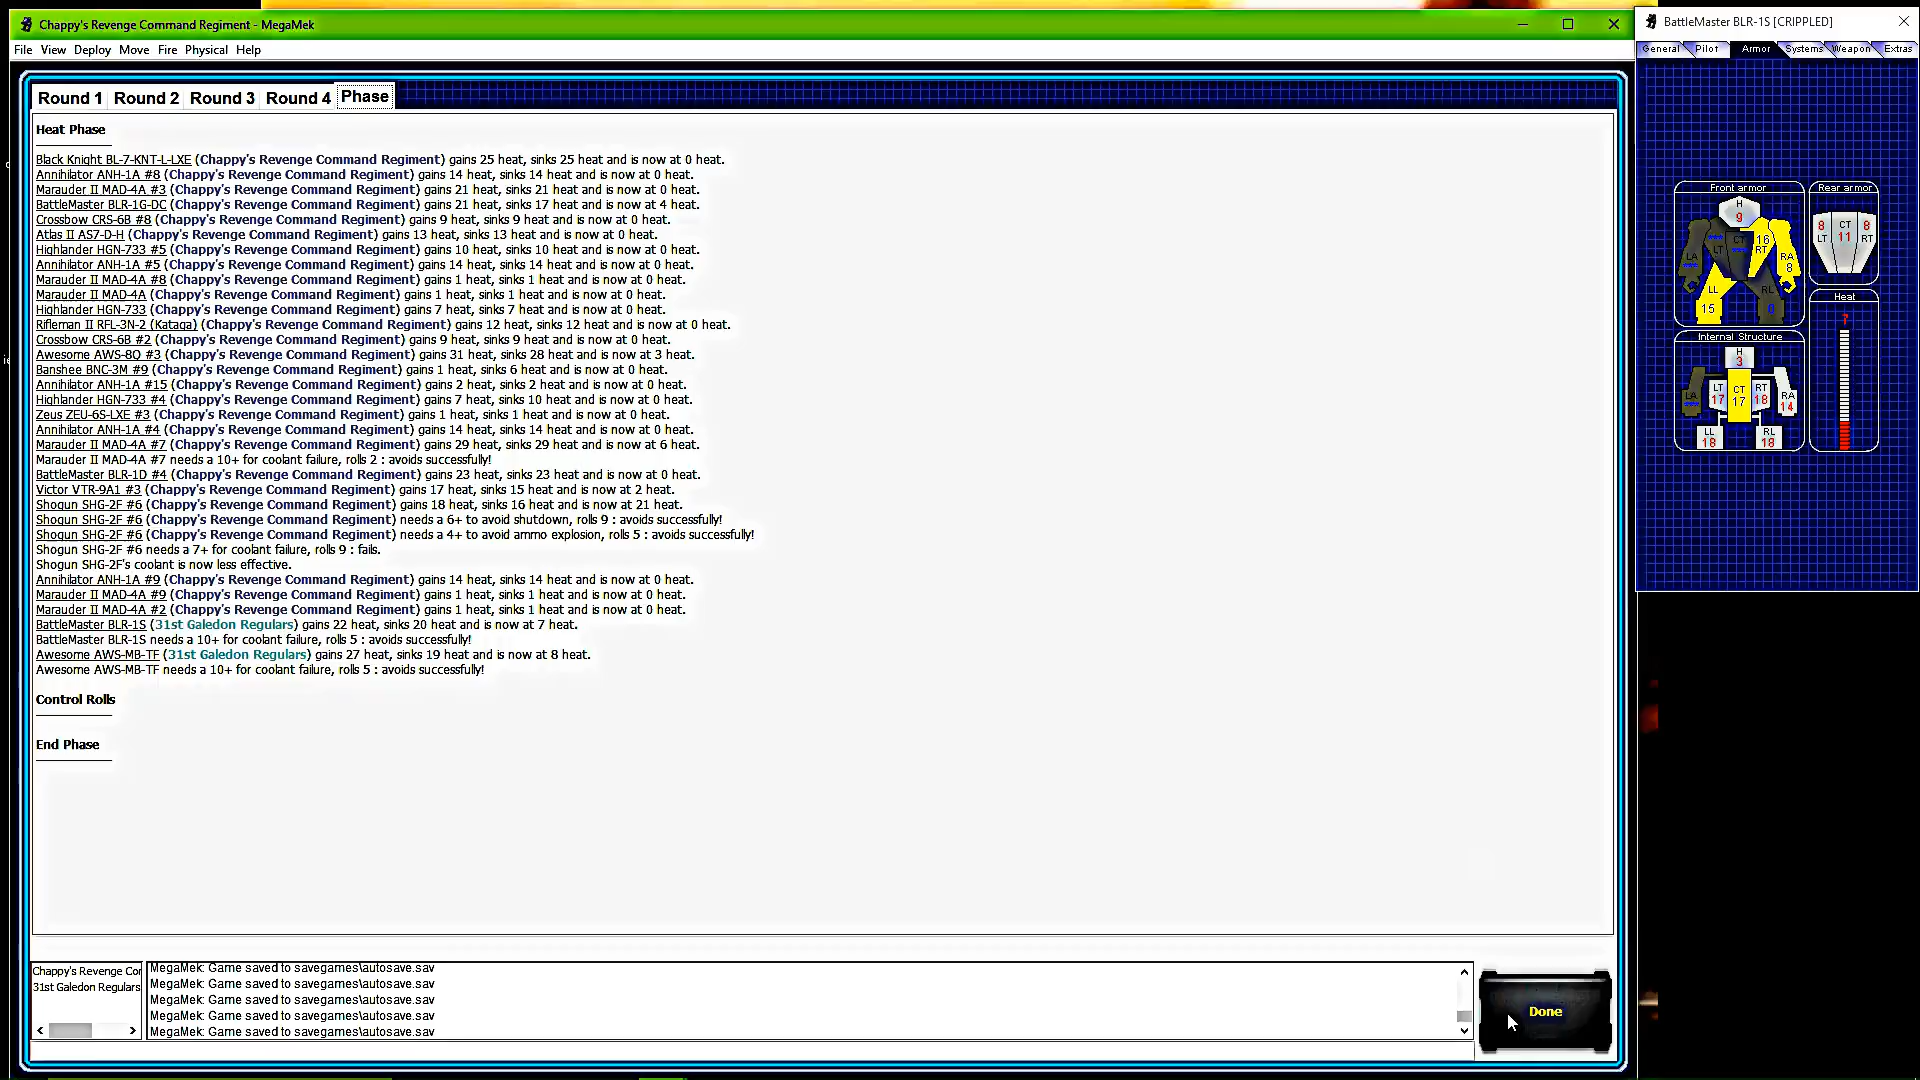 Chappy's Revenge Command Regiment - MegaMek
File View Deploy Move Fire Physical Help
Round 1 Round 2 Round 3 Round 4 Phase
Heat Phase
Black Knight BL-7-KNT-L-LXE (Chappy's Revenge Command Regiment) gains 25 heat, sinks 25 heat and is now at 0 heat.
Annihilator ANH-1A #8 (Chappy's Revenge Command Regiment) gains 14 heat, sinks 14 heat and is now at 0 heat.
Marauder II MAD-4A #3 (Chappy's Revenge Command Regiment) gains 21 heat, sinks 21 heat and is now at 0 heat.
BattleMaster BLR-1G-DC (Chappy's Revenge Command Regiment) gains 21 heat, sinks 17 heat and is now at 4 heat.
Crossbow CRS-6B #8 (Chappy's Revenge Command Regiment) gains 9 heat, sinks 9 heat and is now at 0 heat.
Atlas II AS7-D-H (Chappy's Revenge Command Regiment) gains 13 heat, sinks 13 heat and is now at 0 heat.
Highlander HGN-733 #5 (Chappy's Revenge Command Regiment) gains 10 heat, sinks 10 heat and is now at 0 heat.
Annihilator ANH-1A #5 (Chappy's Revenge Command Regiment) gains 14 heat, sinks 14 heat and is now at 0 heat.
Marauder II MAD-4A #8 (Chappy's Revenge Command Regiment) gains 1 heat, sinks 1 heat and is now at 0 heat.
Marauder II MAD-4A (Chappy's Revenge Command Regiment) gains 1 heat, sinks 1 heat and is now at 0 heat.
Highlander HGN-733 (Chappy's Revenge Command Regiment) gains 7 heat, sinks 7 heat and is now at 0 heat.
Rifleman II RFL-3N-2 (Kataga) (Chappy's Revenge Command Regiment) gains 12 heat, sinks 12 heat and is now at 0 heat.
Crossbow CRS-6B #2 (Chappy's Revenge Command Regiment) gains 9 heat, sinks 9 heat and is now at 0 heat.
Awesome AWS-8Q #3 (Chappy's Revenge Command Regiment) gains 31 heat, sinks 28 heat and is now at 3 heat.
Banshee BNC-3M #9 (Chappy's Revenge Command Regiment) gains 1 heat, sinks 6 heat and is now at 0 heat.
Annihilator ANH-1A #15 (Chappy's Revenge Command Regiment) gains 2 heat, sinks 2 heat and is now at 0 heat.
Highlander HGN-733 #4 (Chappy's Revenge Command Regiment) gains 7 heat, sinks 10 heat and is now at 0 heat.
Zeus ZEU-6S-LXE #3 (Chappy's Revenge Command Regiment) gains 1 heat, sinks 1 heat and is now at 0 heat.
Annihilator ANH-1A #4 (Chappy's Revenge Command Regiment) gains 14 heat, sinks 14 heat and is now at 0 heat.
Marauder II MAD-4A #7 (Chappy's Revenge Command Regiment) gains 29 heat, sinks 29 heat and is now at 6 heat.
Marauder II MAD-4A #7 needs a 10+ for coolant failure, rolls 2 : avoids successfully!
BattleMaster BLR-1D #4 (Chappy's Revenge Command Regiment) gains 23 heat, sinks 23 heat and is now at 0 heat.
Victor VTR-9A1 #3 (Chappy's Revenge Command Regiment) gains 17 heat, sinks 15 heat and is now at 2 heat.
Shogun SHG-2F #6 (Chappy's Revenge Command Regiment) gains 18 heat, sinks 16 heat and is now at 21 heat.
Shogun SHG-2F #6 (Chappy's Revenge Command Regiment) needs a 6+ to avoid shutdown, rolls 9 : avoids successfully!
Shogun SHG-2F #6 (Chappy's Revenge Command Regiment) needs a 4+ to avoid ammo explosion, rolls 5 : avoids successfully!
Shogun SHG-2F #6 needs a 7+ for coolant failure, rolls 9 : fails.
Shogun SHG-2F's coolant is now less effective.
Annihilator ANH-1A #9 (Chappy's Revenge Command Regiment) gains 14 heat, sinks 14 heat and is now at 0 heat.
Marauder II MAD-4A #9 (Chappy's Revenge Command Regiment) gains 1 heat, sinks 1 heat and is now at 0 heat.
Marauder II MAD-4A #2 (Chappy's Revenge Command Regiment) gains 1 heat, sinks 1 heat and is now at 0 heat.
BattleMaster BLR-1S (31st Galedon Regulars) gains 22 heat, sinks 20 heat and is now at 7 heat.
BattleMaster BLR-1S needs a 10+ for coolant failure, rolls 5 : avoids successfully!
Awesome AWS-MB-TF (31st Galedon Regulars) gains 27 heat, sinks 19 heat and is now at 8 heat.
Awesome AWS-MB-TF needs a 10+ for coolant failure, rolls 5 : avoids successfully!
Control Rolls
End Phase
Chappy's Revenge Cor
31st Galedon Regulars
MegaMek: Game saved to savegames\autosave.sav
MegaMek: Game saved to savegames\autosave.sav
MegaMek: Game saved to savegames\autosave.sav
MegaMek: Game saved to savegames\autosave.sav
MegaMek: Game saved to savegames\autosave.sav
Done
BattleMaster BLR-1S [CRIPPLED]
General Pilot Armor Systems Weapon Extras
Front armor
H
9
LT
CT
16
RT
LA
RA
8
LL
15
RL
0
Rear armor
8
LT
CT
11
8
RT
Heat
7
Internal Structure
H
3
LA
LT
17
CT
17
RT
18
RA
14
LL
18
RL
18